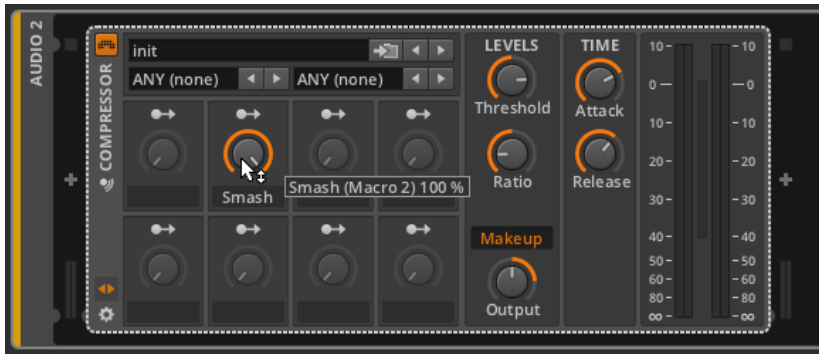 AUDIO 2
COMPRESSOR
init
ANY (none)
ANY (none)
Smash
Smash (Macro 2) 100 %
LEVELS
Threshold
Ratio
Makeup
Output
TIME
Attack
Release
10 - - 10
0 - - 0
10 - - 10
20 - - 20
30 - - 30
40 - - 40
50 - - 50
60 - - 60
80 - - 80
∞ - - ∞